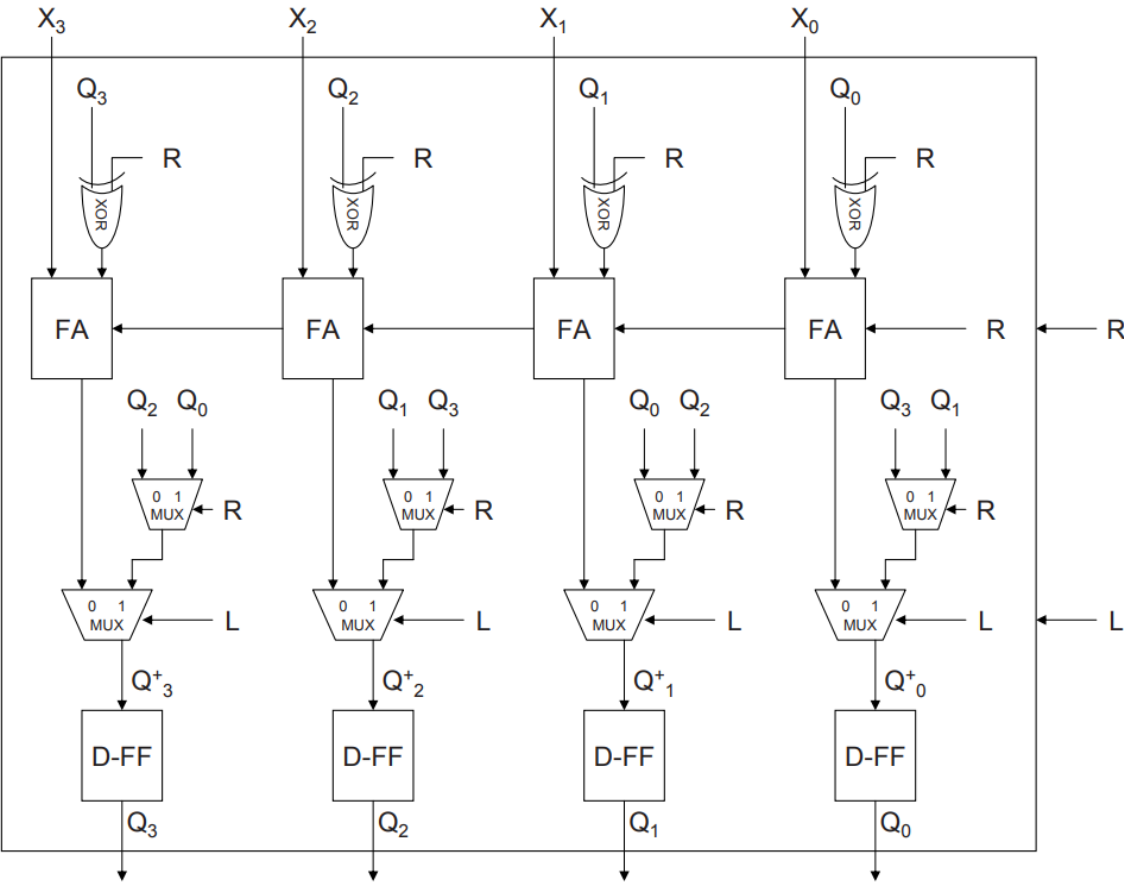 X3 X2 X1 X0
Q3 Q2 Q1 Q0
R R R R
XOR XOR XOR XOR
FA FA FA FA R R
Q2 Q0 Q1 Q3 Q0 Q2 Q3 Q1
0 1 0 1 0 1 0 1
MUX R MUX R MUX R MUX R
0 1 0 1 0 1 0 1
MUX L MUX L MUX L MUX L L
Q+3 Q+2 Q+1 Q+0
D-FF D-FF D-FF D-FF
Q3 Q2 Q1 Q0